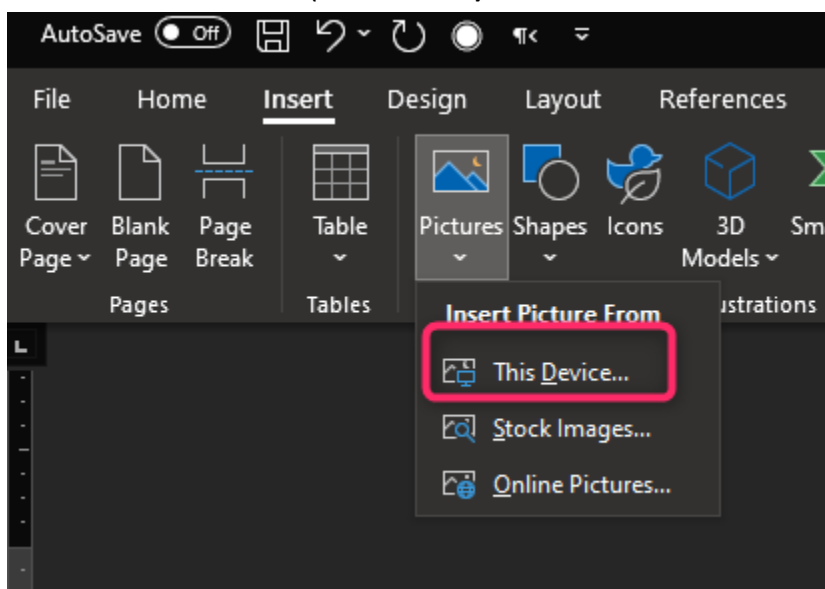 AutoSave Off
File Home Insert Design Layout References
Cover Page Blank Page Page Break Table Pictures Shapes Icons 3D Models
Pages Tables
Insert Picture From
This Device...
Stock Images...
Online Pictures...